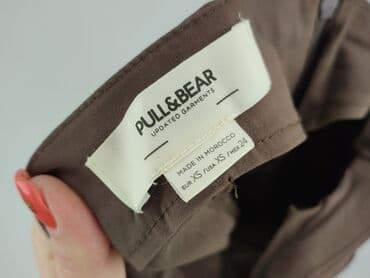 PULL&BEAR
UPDATED GARMENTS
MADE IN MOROCCO
EUR XS / USA XS / MEX 24